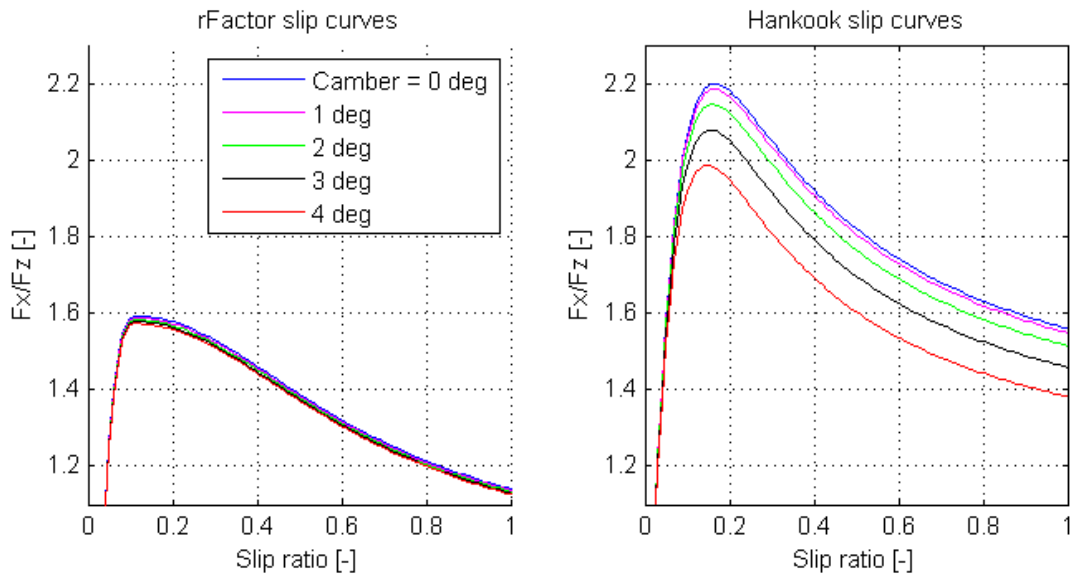 rFactor slip curves
Camber = 0 deg
1 deg
2 deg
3 deg
4 deg
2.2
2
1.8
1.6
1.4
1.2
Fx/Fz [-]
0 0.2 0.4 0.6 0.8 1
Slip ratio [-]
Hankook slip curves
2.2
2
1.8
1.6
1.4
1.2
Fx/Fz [-]
0 0.2 0.4 0.6 0.8 1
Slip ratio [-]